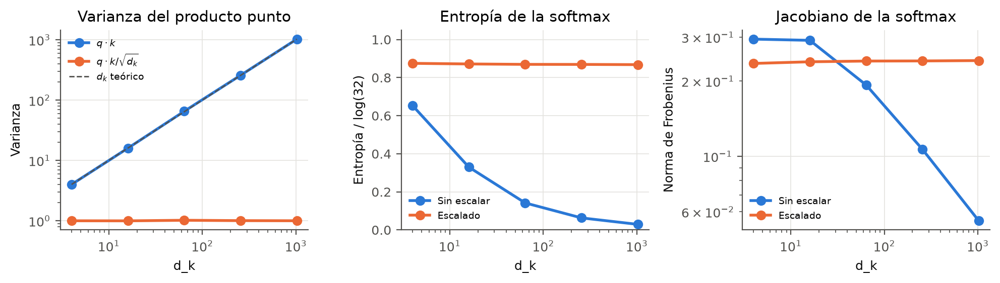 Varianza del producto punto
10³
10²
10¹
10⁰
Varianza
q · k
q · k/√dₖ
dₖ teórico
10¹
10²
10³
d_k
Entropía de la softmax
1.0
0.8
0.6
0.4
0.2
0.0
Entropía / log(32)
Sin escalar
Escalado
10¹
10²
10³
d_k
Jacobiano de la softmax
3 × 10⁻¹
2 × 10⁻¹
10⁻¹
6 × 10⁻²
Norma de Frobenius
Sin escalar
Escalado
10¹
10²
10³
d_k